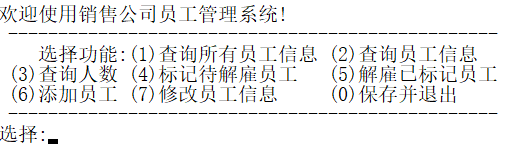 欢迎使用销售公司员工管理系统!
--------------------------------------------------
选择功能:(1)查询所有员工信息 (2)查询员工信息
(3)查询人数 (4)标记待解雇员工 (5)解雇已标记员工
(6)添加员工 (7)修改员工信息 (0)保存并退出
--------------------------------------------------
选择: